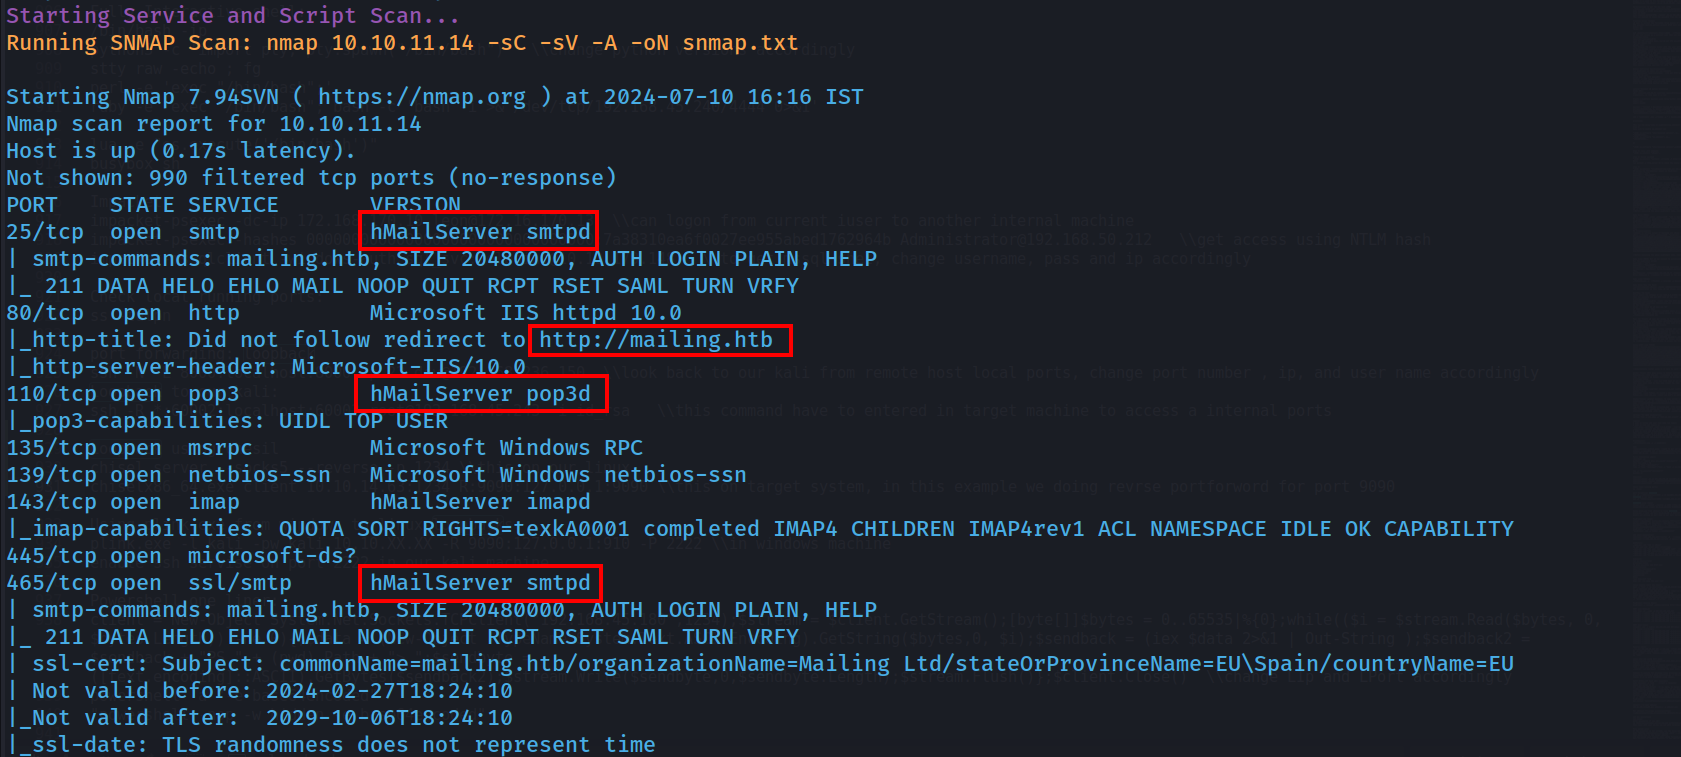 Starting Service and Script Scan...
Running SNMAP Scan: nmap 10.10.11.14 -sC -sV -A -oN snmap.txt
Starting Nmap 7.94SVN ( https://nmap.org ) at 2024-07-10 16:16 IST
Nmap scan report for 10.10.11.14
Host is up (0.17s latency).
Not shown: 990 filtered tcp ports (no-response)
PORT    STATE SERVICE       VERSION
25/tcp  open  smtp          hMailServer smtpd
| smtp-commands: mailing.htb, SIZE 20480000, AUTH LOGIN PLAIN, HELP
|_ 211 DATA HELO EHLO MAIL NOOP QUIT RCPT RSET SAML TURN VRFY
80/tcp  open  http          Microsoft IIS httpd 10.0
|_http-title: Did not follow redirect to http://mailing.htb
|_http-server-header: Microsoft-IIS/10.0
110/tcp open  pop3          hMailServer pop3d
|_pop3-capabilities: UIDL TOP USER
135/tcp open  msrpc         Microsoft Windows RPC
139/tcp open  netbios-ssn   Microsoft Windows netbios-ssn
143/tcp open  imap          hMailServer imapd
|_imap-capabilities: QUOTA SORT RIGHTS=texkA0001 completed IMAP4 CHILDREN IMAP4rev1 ACL NAMESPACE IDLE OK CAPABILITY
445/tcp open  microsoft-ds?
465/tcp open  ssl/smtp      hMailServer smtpd
| smtp-commands: mailing.htb, SIZE 20480000, AUTH LOGIN PLAIN, HELP
|_ 211 DATA HELO EHLO MAIL NOOP QUIT RCPT RSET SAML TURN VRFY
| ssl-cert: Subject: commonName=mailing.htb/organizationName=Mailing Ltd/stateOrProvinceName=EU\Spain/countryName=EU
| Not valid before: 2024-02-27T18:24:10
|_Not valid after:  2029-10-06T18:24:10
|_ssl-date: TLS randomness does not represent time